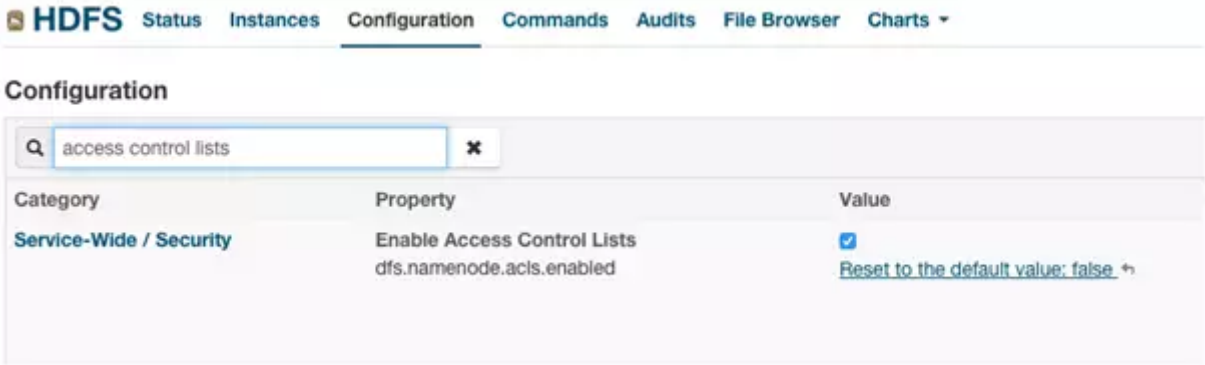 HDFS Status Instances Configuration Commands Audits File Browser Charts
Configuration
access control lists
Category Property Value
Service-Wide / Security Enable Access Control Lists
dfs.namenode.acls.enabled Reset to the default value: false